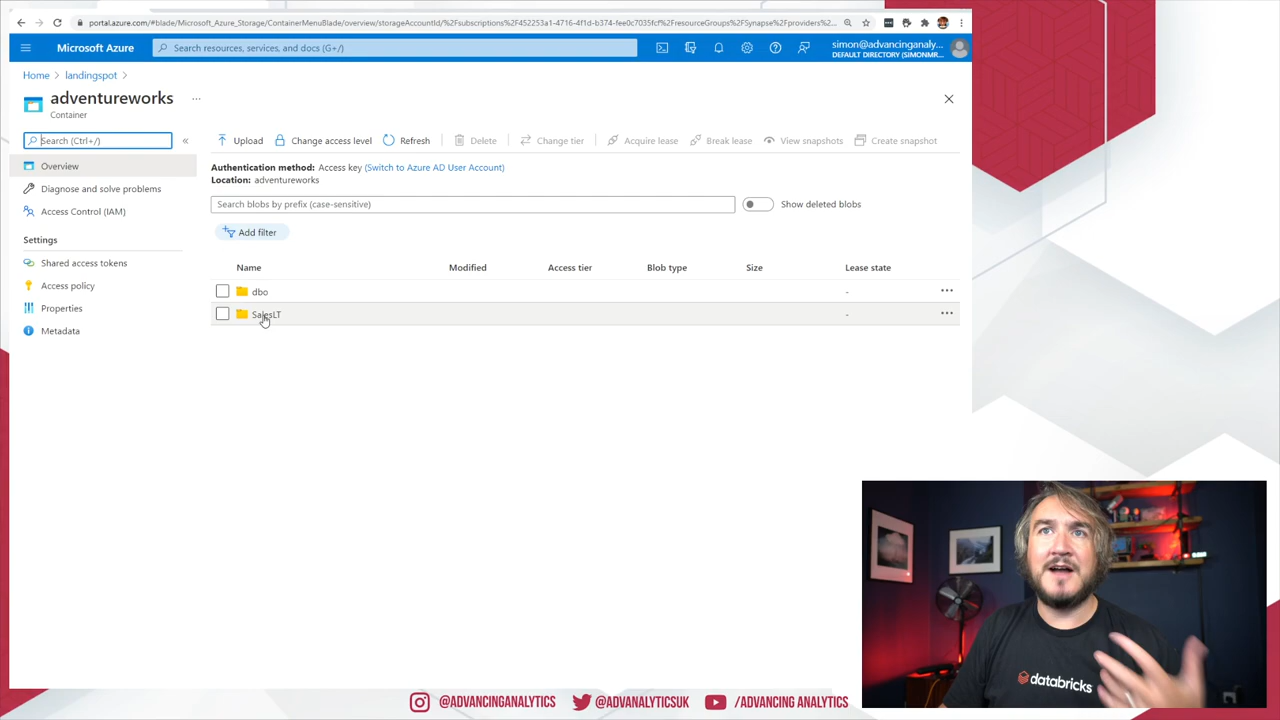 portal.azure.com/#blade/Microsoft_Azure_Storage/ContainerMenuBlade/overview/storageAccountId/%2Fsubscriptions%2F452253a1-4716-4f1d-b374-fee0c7035fcf%2FresourceGroups%2FSynapse%2Fproviders%2...
Microsoft Azure
Search resources, services, and docs (G+/)
simon@advancinganaly...
DEFAULT DIRECTORY (SIMONMR...
Home > landingspot >
adventureworks ...
Container
Search (Ctrl+/) «
Upload Change access level Refresh Delete Change tier Acquire lease Break lease View snapshots Create snapshot
Overview
Diagnose and solve problems
Access Control (IAM)
Settings
Shared access tokens
Access policy
Properties
Metadata
Authentication method: Access key (Switch to Azure AD User Account)
Location: adventureworks
Search blobs by prefix (case-sensitive)
Show deleted blobs
Add filter
Name Modified Access tier Blob type Size Lease state
dbo - ...
SalesLT - ...
databricks
@ADVANCINGANALYTICS @ADVANALYTICSUK /ADVANCING ANALYTICS